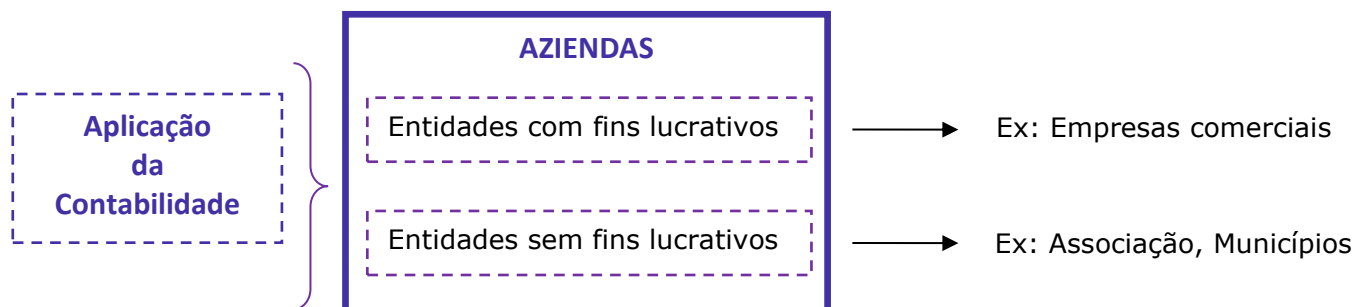 AZIENDAS
Aplicação
da
Contabilidade
Entidades com fins lucrativos
Ex: Empresas comerciais
Entidades sem fins lucrativos
Ex: Associação, Municípios